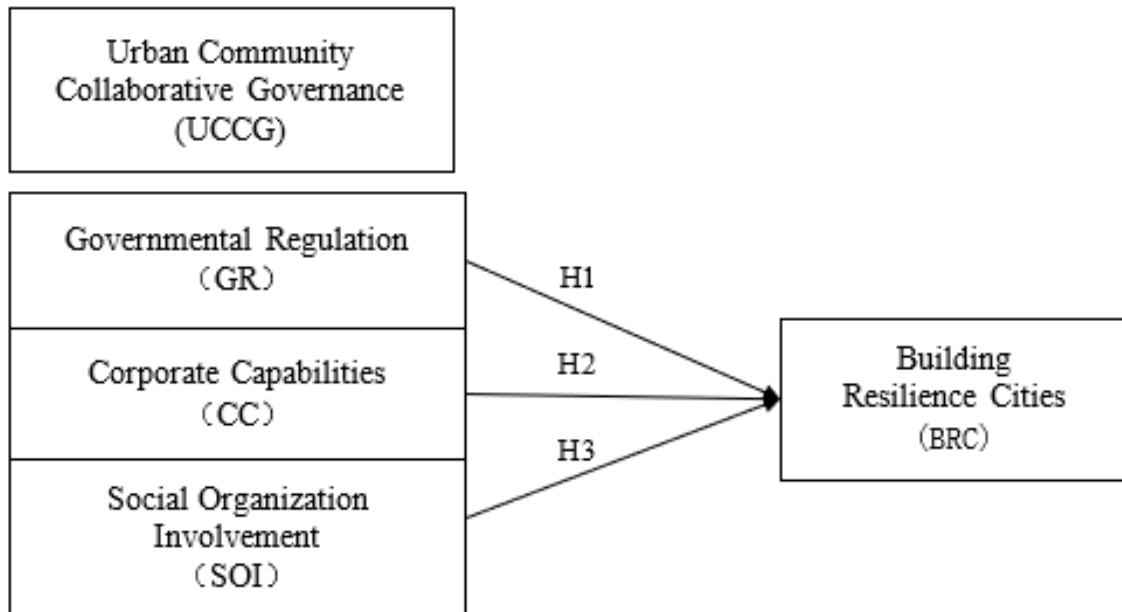 Urban Community
Collaborative Governance
(UCCG)
Governmental Regulation
（GR）
Corporate Capabilities
（CC）
Social Organization
Involvement
（SOI）
H1
H2
H3
Building
Resilience Cities
（BRC）